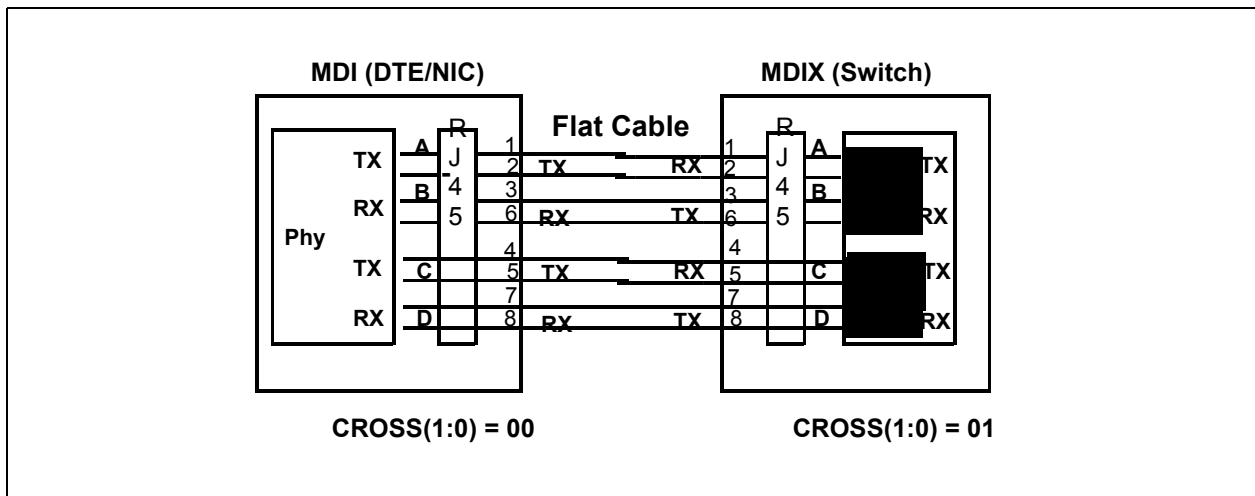 MDI (DTE/NIC)
MDIX (Switch)
Flat Cable
R
J
4
5
R
J
4
5
A
B
C
D
A
B
C
D
TX
RX
Phy
TX
RX
1
2
3
6
4
5
7
8
TX
RX
TX
RX
RX
TX
RX
TX
1
2
3
6
4
5
7
8
TX
RX
TX
RX
CROSS(1:0) = 00
CROSS(1:0) = 01